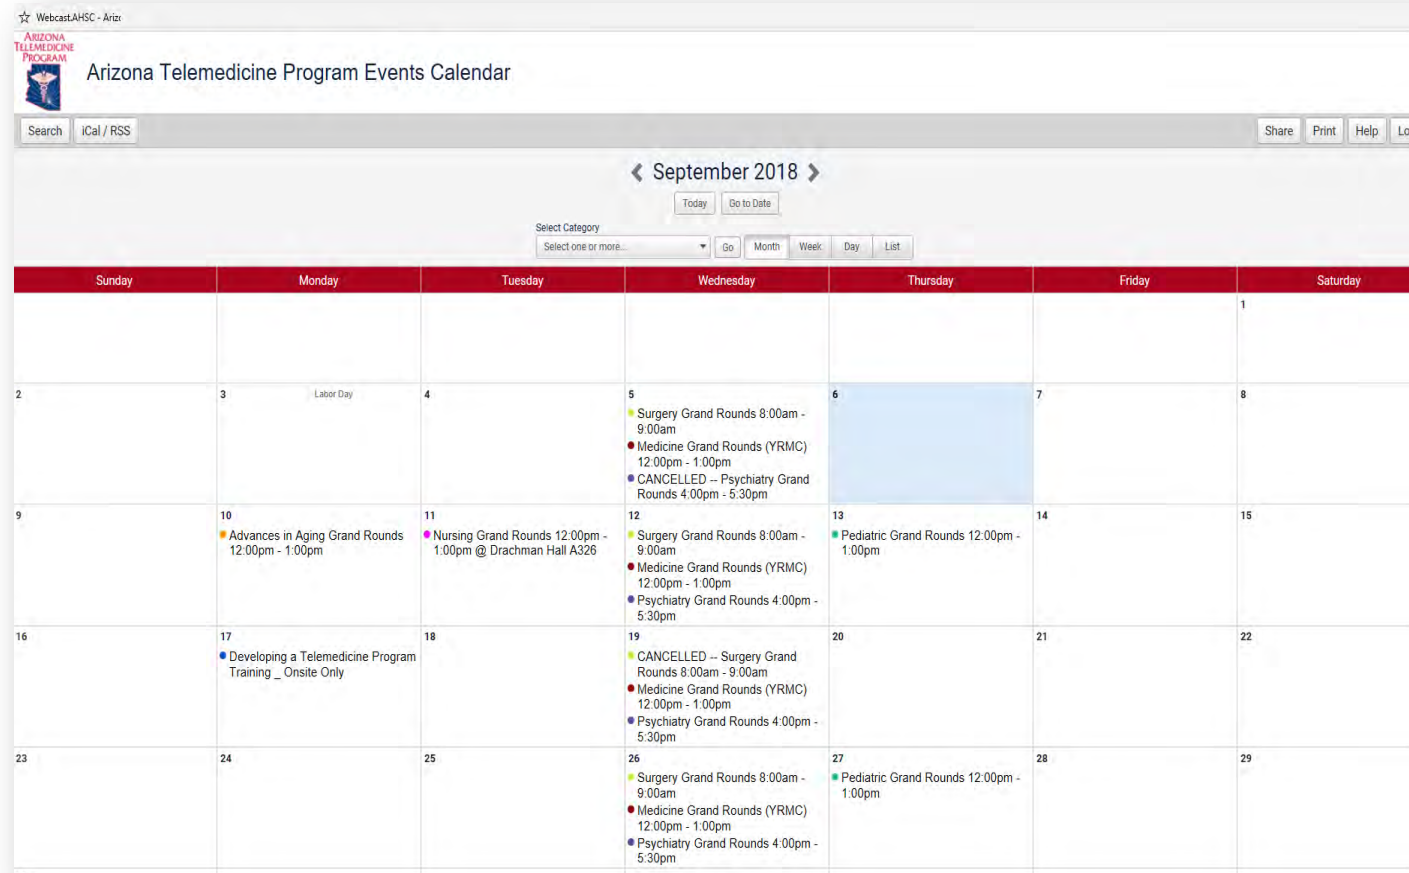 Webcast.AHSC - Ariz
ARIZONA
TELEMEDICINE
PROGRAM
Arizona Telemedicine Program Events Calendar
Search
iCal / RSS
Share
Print
Help
Lo
September 2018
Today
Go to Date
Select Category
Select one or more...
Go
Month
Week
Day
List
Sunday
Monday
Tuesday
Wednesday
Thursday
Friday
Saturday
1
2
3
Labor Day
4
5
Surgery Grand Rounds 8:00am -
9:00am
Medicine Grand Rounds (YRMC)
12:00pm - 1:00pm
CANCELLED -- Psychiatry Grand
Rounds 4:00pm - 5:30pm
6
7
8
9
10
Advances in Aging Grand Rounds
12:00pm - 1:00pm
11
Nursing Grand Rounds 12:00pm -
1:00pm @ Drachman Hall A326
12
Surgery Grand Rounds 8:00am -
9:00am
Medicine Grand Rounds (YRMC)
12:00pm - 1:00pm
Psychiatry Grand Rounds 4:00pm -
5:30pm
13
Pediatric Grand Rounds 12:00pm -
1:00pm
14
15
16
17
Developing a Telemedicine Program
Training _ Onsite Only
18
19
CANCELLED -- Surgery Grand
Rounds 8:00am - 9:00am
Medicine Grand Rounds (YRMC)
12:00pm - 1:00pm
Psychiatry Grand Rounds 4:00pm -
5:30pm
20
21
22
23
24
25
26
Surgery Grand Rounds 8:00am -
9:00am
Medicine Grand Rounds (YRMC)
12:00pm - 1:00pm
Psychiatry Grand Rounds 4:00pm -
5:30pm
27
Pediatric Grand Rounds 12:00pm -
1:00pm
28
29